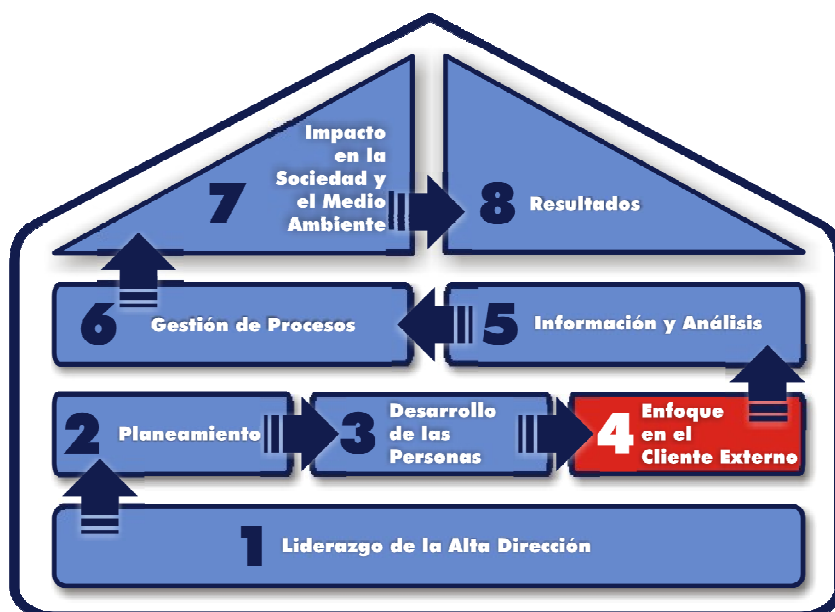 7
Impacto
en la
Sociedad y
el Medio
Ambiente
8 Resultados
6 Gestión de Procesos
5 Información y Análisis
2 Planeamiento
3
Desarrollo
de las
Personas
4
Enfoque
en el
Cliente Externo
1 Liderazgo de la Alta Dirección